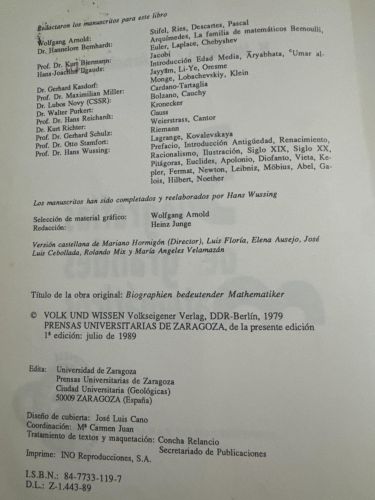 Redactaron los manuscritos para este libro
Wolfgang Arnold: Stifel, Ries, Descartes, Pascal
Dr. Hannelore Bernhardt: Arquímedes, La familia de matemáticos Bernoulli,
Euler, Laplace, Chebyshev
Prof. Dr. Kurt Biermann: Jacobi
Hans-Joachim Ilgauds: Introducción Edad Media, Aryabhata, ʿUmar al-
Jayyām, Li-Ye, Oresme
Dr. Gerhard Kasdorf: Monge, Lobachevskiy, Klein
Prof. Dr. Maximilian Miller: Cardano-Tartaglia
Prof. Dr. Lubos Novy (CSSR): Bolzano, Cauchy
Dr. Walter Purkert: Kronecker
Dr. Hans Reichardt: Gauss
Dr. Kurt Richter: Weierstrass, Cantor
Prof. Dr. Gerhard Schulz: Riemann
Prof. Dr. Otto Stamfort: Lagrange, Kovalevskaya
Prof. Dr. Hans Wussing: Prefacio, Introducción Antigüedad, Renacimiento,
Racionalismo, Ilustración, Siglo XIX, Siglo XX,
Pitágoras, Euclides, Apolonio, Diofanto, Vieta, Ke-
pler, Fermat, Newton, Leibniz, Möbius, Abel, Ga-
lois, Hilbert, Noether
Los manuscritos han sido completados y reelaborados por Hans Wussing
Selección de material gráfico: Wolfgang Arnold
Redacción: Heinz Junge
Versión castellana de Mariano Hormigón (Director), Luis Floría, Elena Ausejo, José
Luis Cebollada, Rolando Mix y María Angeles Velamazán
Título de la obra original: Biographien bedeutender Mathematiker
© VOLK UND WISSEN Volkseigener Verlag, DDR-Berlin, 1979
PRENSAS UNIVERSITARIAS DE ZARAGOZA, de la presente edición
1ª edición: julio de 1989
Edita: Universidad de Zaragoza
Prensas Universitarias de Zaragoza
Ciudad Universitaria (Geológicas)
50009 ZARAGOZA (España)
Diseño de cubierta: José Luis Cano
Coordinación: Mª Carmen Juan
Tratamiento de textos y maquetación: Concha Relancio
Secretariado de Publicaciones
Imprime: INO Reproducciones, S.A.
I.S.B.N.: 84-7733-119-7
D.L.: Z-1.443-89